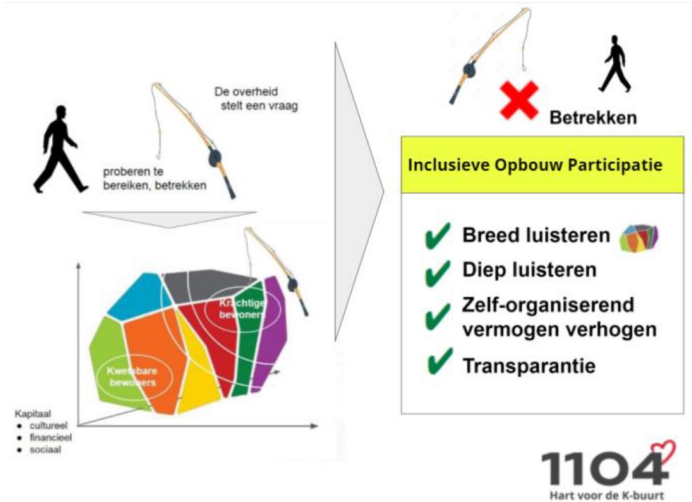 De overheid
stelt een vraag
proberen te
bereiken, betrekken
Krachtige
bewoners
Kwetsbare
bewoners
Kapitaal
• cultureel
• financieel
• sociaal
Betrekken
Inclusieve Opbouw Participatie
Breed luisteren
Diep luisteren
Zelf-organiserend
vermogen verhogen
Transparantie
1104
Hart voor de K-buurt